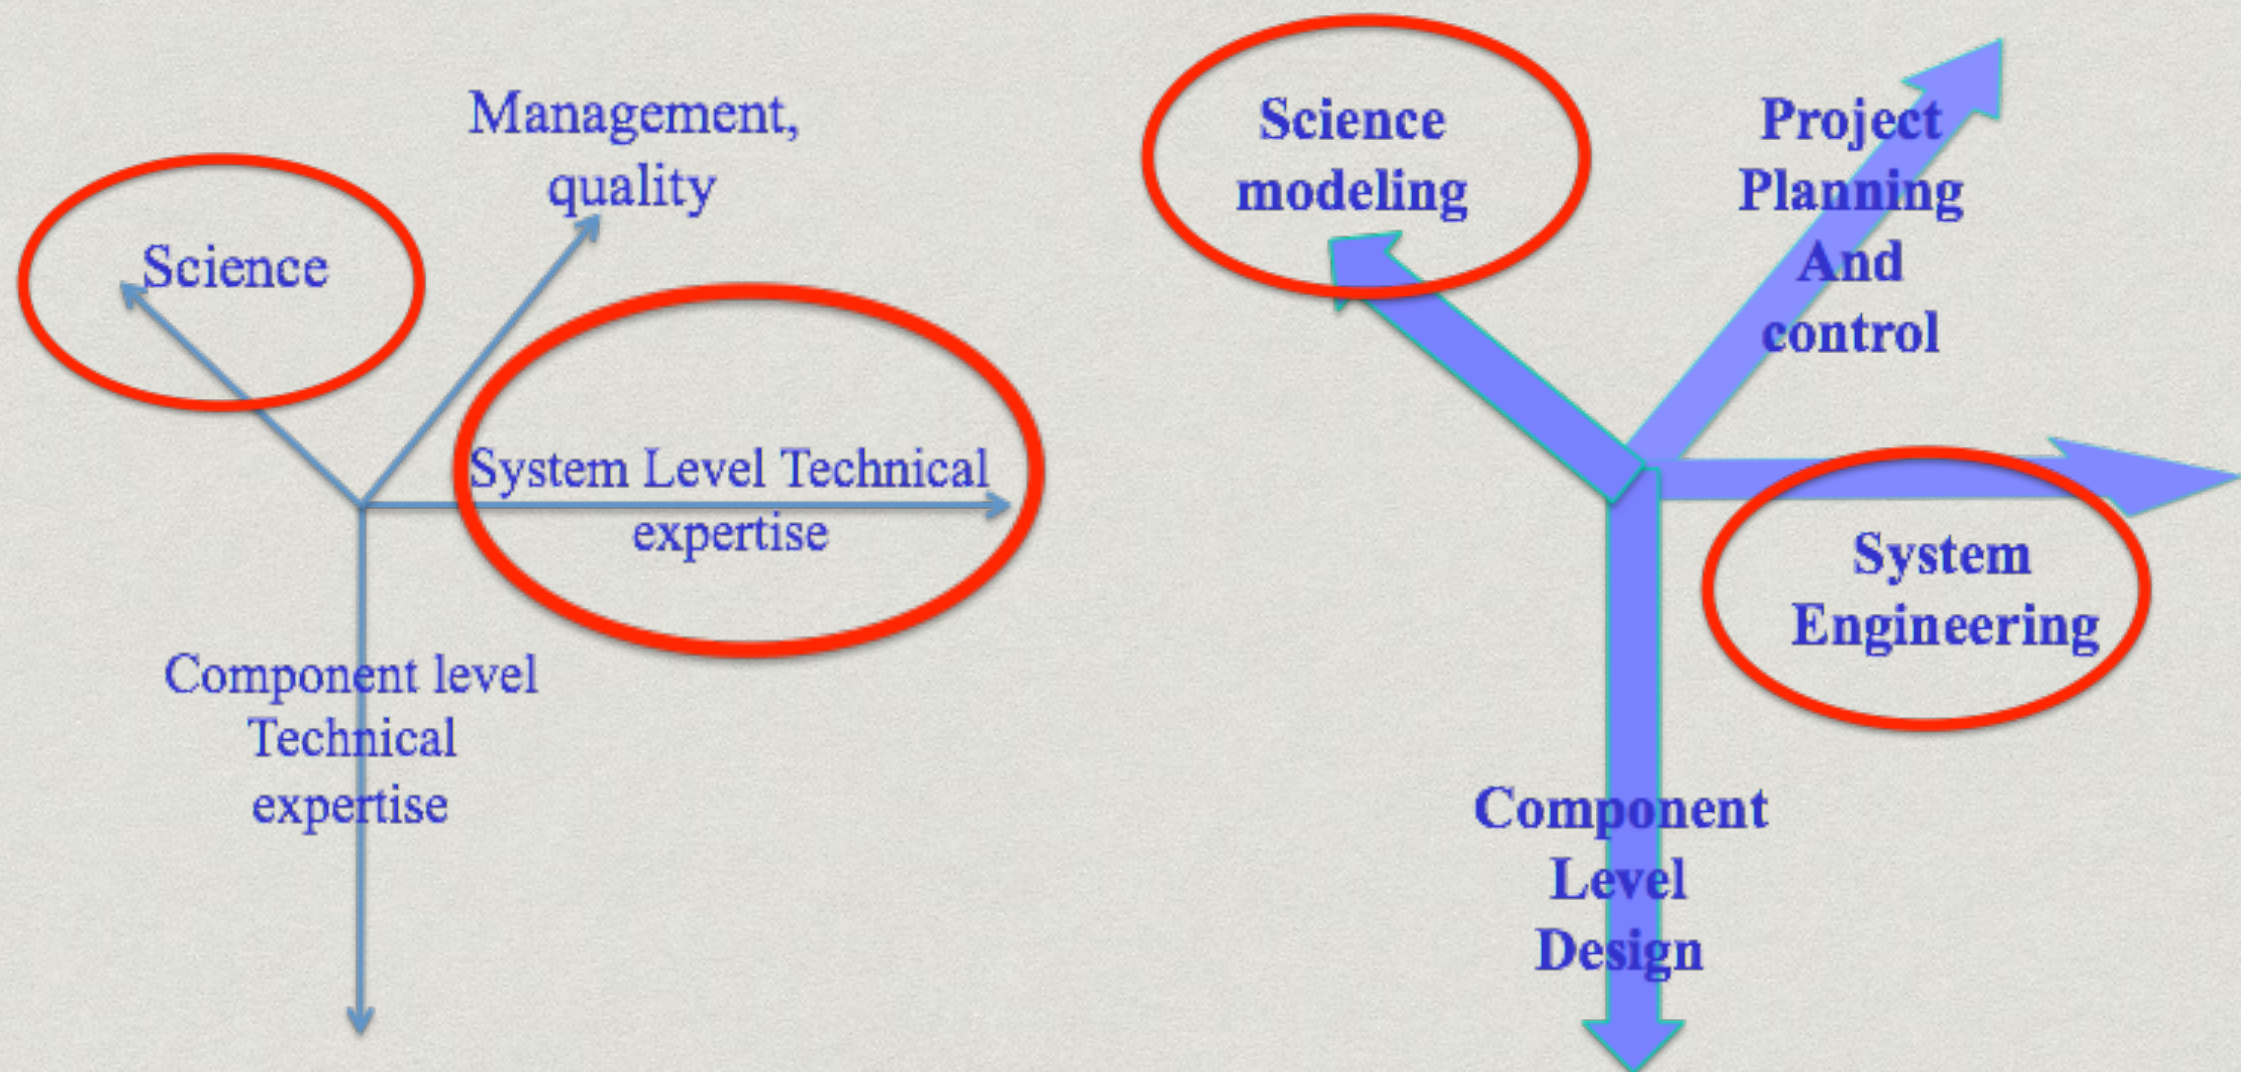 Management,
quality
Science
System Level Technical
expertise
Component level
Technical
expertise
Science
modeling
Project
Planning
And
control
System
Engineering
Component
Level
Design